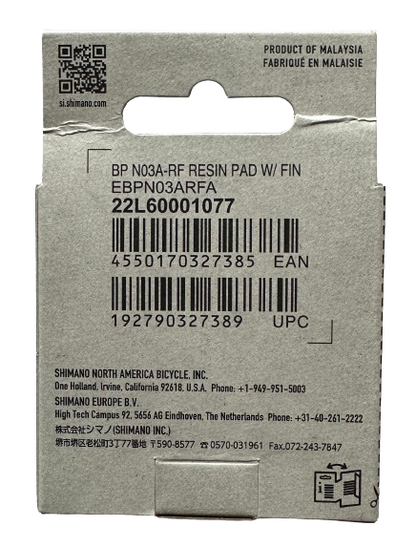 PRODUCT OF MALAYSIA
FABRIQUÉ EN MALAISIE
si.shimano.com
BP N03A-RF RESIN PAD W/ FIN
EBPN03ARFA
22L60001077
4550170327385 EAN
192790327389 UPC
SHIMANO NORTH AMERICA BICYCLE, INC.
One Holland, Irvine, California 92618, U.S.A. Phone: +1-949-951-5003
SHIMANO EUROPE B.V.
High Tech Campus 92, 5656 AG Eindhoven, The Netherlands Phone: +31-40-261-2222
株式会社シマノ(SHIMANO INC.)
堺市堺区老松町3丁77番地 〒590-8577 ☎0570-031961 Fax.072-243-7847